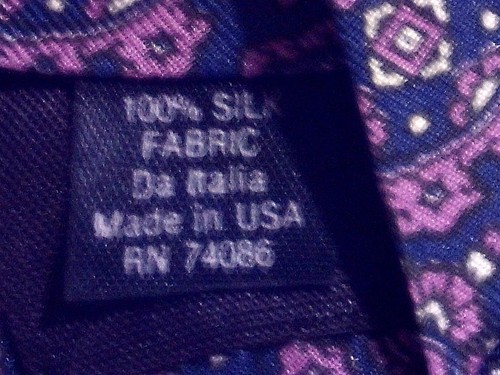 100% SILK
FABRIC
Da Italia
Made in USA
RN 74086